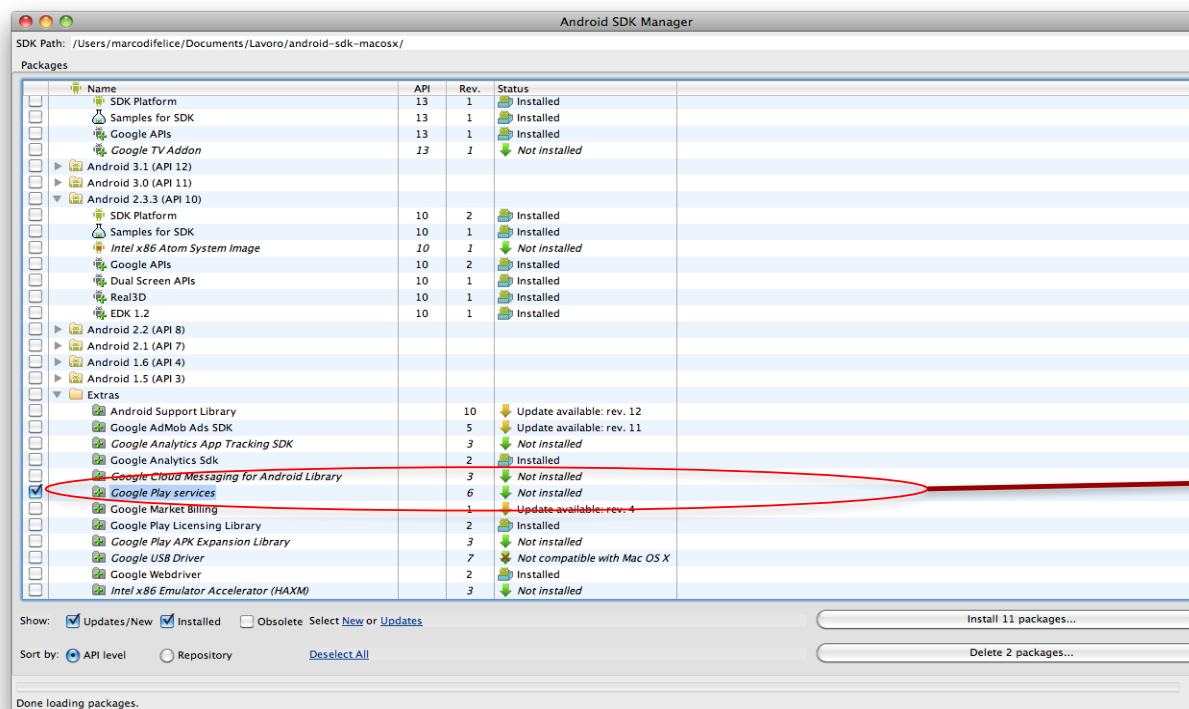 Android SDK Manager
SDK Path: /Users/marcodifelice/Documents/Lavoro/android-sdk-macosx/
Packages
Name API Rev. Status
SDK Platform 13 1 Installed
Samples for SDK 13 1 Installed
Google APIs 13 1 Installed
Google TV Addon 13 1 Not installed
Android 3.1 (API 12)
Android 3.0 (API 11)
Android 2.3.3 (API 10)
SDK Platform 10 2 Installed
Samples for SDK 10 1 Installed
Intel x86 Atom System Image 10 1 Not installed
Google APIs 10 2 Installed
Dual Screen APIs 10 1 Installed
Real3D 10 1 Installed
EDK 1.2 10 1 Installed
Android 2.2 (API 8)
Android 2.1 (API 7)
Android 1.6 (API 4)
Android 1.5 (API 3)
Extras
Android Support Library 10 Update available: rev. 12
Google AdMob Ads SDK 5 Update available: rev. 11
Google Analytics App Tracking SDK 3 Not installed
Google Analytics Sdk 2 Installed
Google Cloud Messaging for Android Library 3 Not installed
Google Play services 6 Not installed
Google Market Billing 1 Update available: rev. 4
Google Play Licensing Library 2 Installed
Google Play APK Expansion Library 3 Not installed
Google USB Driver 7 Not compatible with Mac OS X
Google Webdriver 2 Installed
Intel x86 Emulator Accelerator (HAXM) 3 Not installed
Show: Updates/New Installed Obsolete Select New or Updates Install 11 packages...
Sort by: API level Repository Deselect All Delete 2 packages...
Done loading packages.